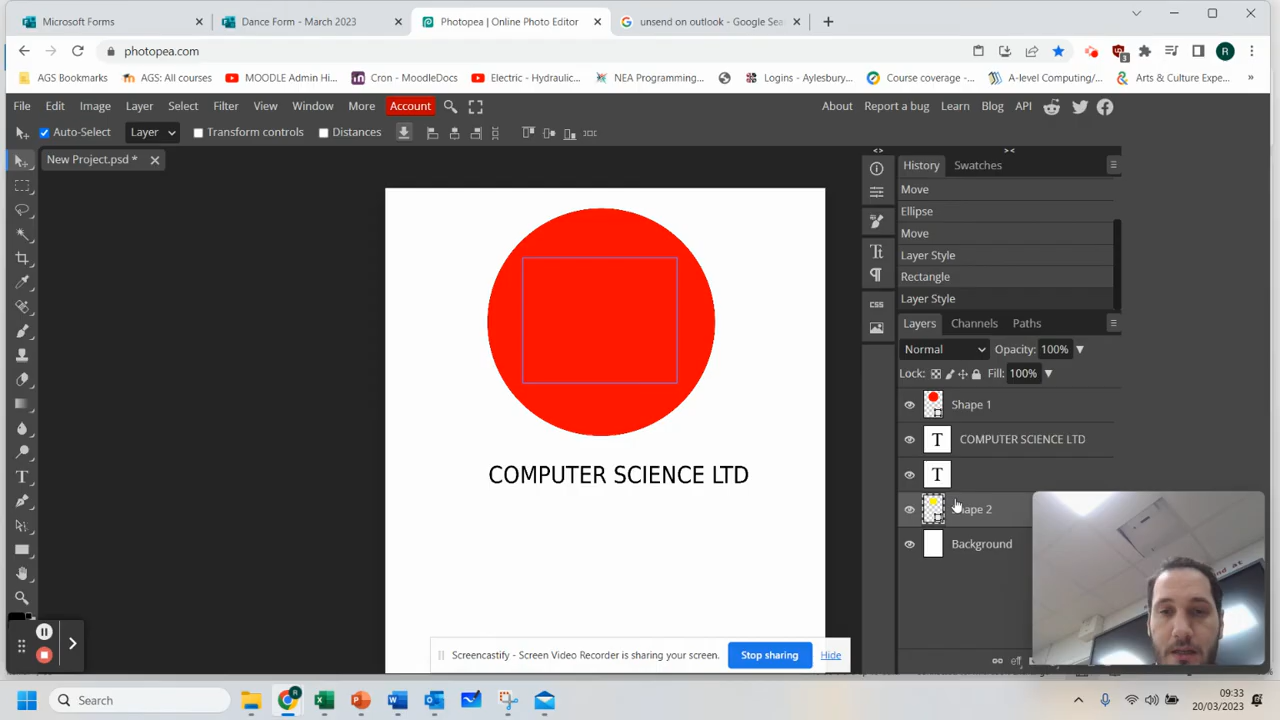 Microsoft Forms
Dance Form - March 2023
Photopea | Online Photo Editor
unsend on outlook - Google Sea
photopea.com
3
R
AGS Bookmarks
AGS: All courses
MOODLE Admin Hi...
Cron - MoodleDocs
Electric - Hydraulic...
NEA Programming...
Logins - Aylesbury...
Course coverage -...
A-level Computing/...
Arts & Culture Expe...
File Edit Image Layer Select Filter View Window More Account
About Report a bug Learn Blog API
Auto-Select Layer Transform controls Distances
New Project.psd *
History Swatches
Move
Ellipse
Move
Layer Style
Rectangle
Layer Style
Layers Channels Paths
Normal Opacity: 100%
Lock: Fill: 100%
Shape 1
COMPUTER SCIENCE LTD
ape 2
Background
CSS
COMPUTER SCIENCE LTD
Screencastify - Screen Video Recorder is sharing your screen.
Stop sharing
Hide
Search
09:33
20/03/2023